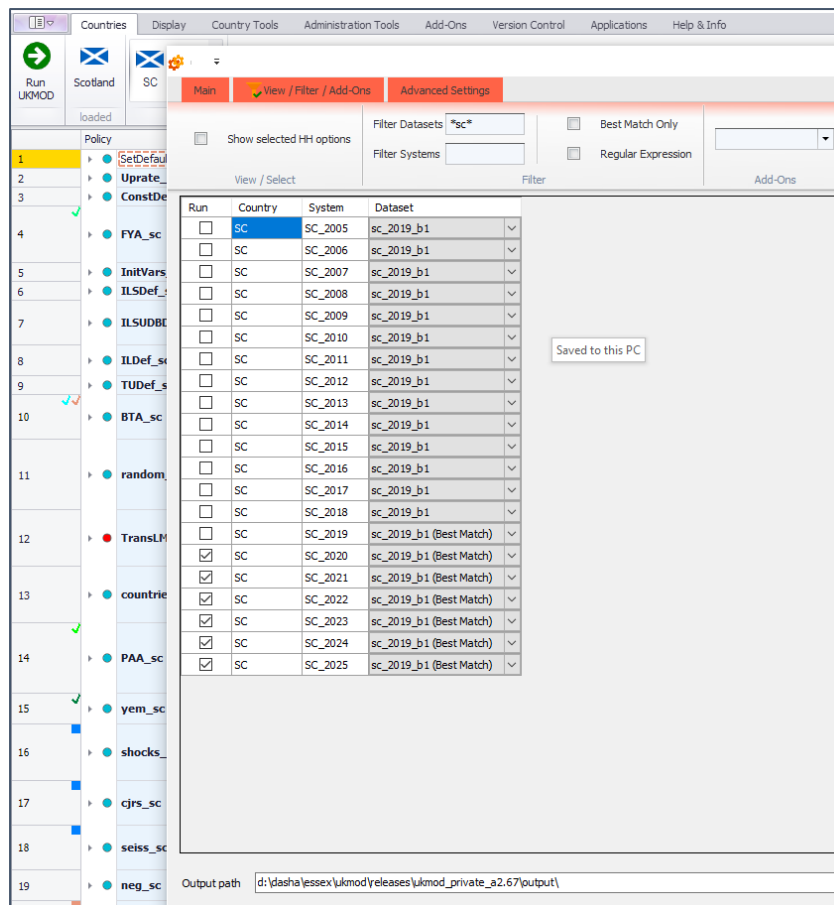 Countries Display Country Tools Administration Tools Add-Ons Version Control Applications Help & Info
Run UKMOD
Scotland
SC
loaded
Main View / Filter / Add-Ons Advanced Settings
Show selected HH options
Filter Datasets *sc*
Best Match Only
Filter Systems
Regular Expression
View / Select Filter Add-Ons
Policy
1 SetDefaul
2 Uprate_
3 ConstDe
4 FYA_sc
5 InitVars_
6 ILSDef_s
7 ILSUDBD
8 ILDef_sc
9 TUDef_s
10 BTA_sc
11 random_
12 TransLM
13 countrie
14 PAA_sc
15 yem_sc
16 shocks_
17 cjrs_sc
18 seiss_sc
19 neg_sc
Run Country System Dataset
SC SC_2005 sc_2019_b1
SC SC_2006 sc_2019_b1
SC SC_2007 sc_2019_b1
SC SC_2008 sc_2019_b1
SC SC_2009 sc_2019_b1
SC SC_2010 sc_2019_b1
SC SC_2011 sc_2019_b1
SC SC_2012 sc_2019_b1
SC SC_2013 sc_2019_b1
SC SC_2014 sc_2019_b1
SC SC_2015 sc_2019_b1
SC SC_2016 sc_2019_b1
SC SC_2017 sc_2019_b1
SC SC_2018 sc_2019_b1
SC SC_2019 sc_2019_b1 (Best Match)
SC SC_2020 sc_2019_b1 (Best Match)
SC SC_2021 sc_2019_b1 (Best Match)
SC SC_2022 sc_2019_b1 (Best Match)
SC SC_2023 sc_2019_b1 (Best Match)
SC SC_2024 sc_2019_b1 (Best Match)
SC SC_2025 sc_2019_b1 (Best Match)
Saved to this PC
Output path d:\dasha\essex\ukmod\releases\ukmod_private_a2.67\output\